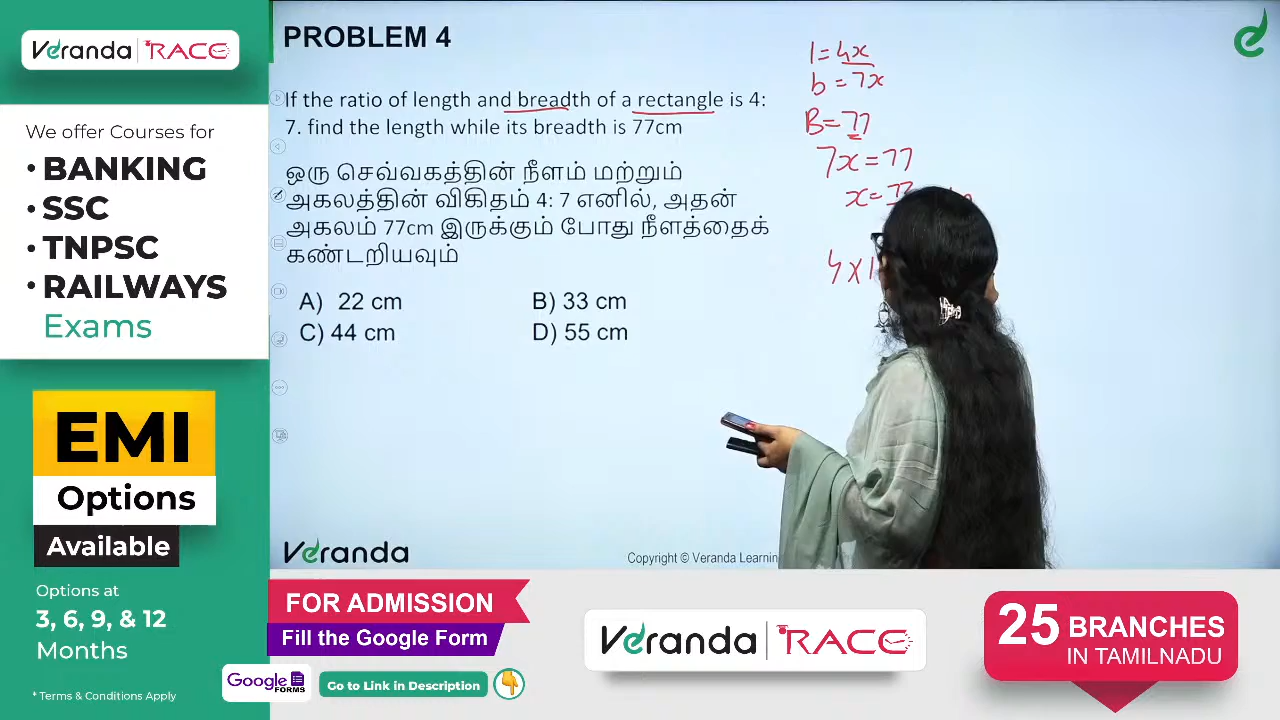 Veranda RACE
We offer Courses for
• BANKING
• SSC
• TNPSC
• RAILWAYS
Exams
EMI
Options
Available
Options at
3, 6, 9, & 12
Months
* Terms & Conditions Apply
PROBLEM 4
If the ratio of length and breadth of a rectangle is 4:
7. find the length while its breadth is 77cm
ஒரு செவ்வகத்தின் நீளம் மற்றும்
அகலத்தின் விகிதம் 4: 7 எனில், அதன்
அகலம் 77cm இருக்கும் போது நீளத்தைக்
கண்டறியவும்
A) 22 cm
B) 33 cm
C) 44 cm
D) 55 cm
l = 4x
b = 7x
B = 77
7x = 77
x = 77
4 x 1
Veranda
Copyright © Veranda Learnin
FOR ADMISSION
Fill the Google Form
Google FORMS
Go to Link in Description
Veranda RACE
25 BRANCHES
IN TAMILNADU